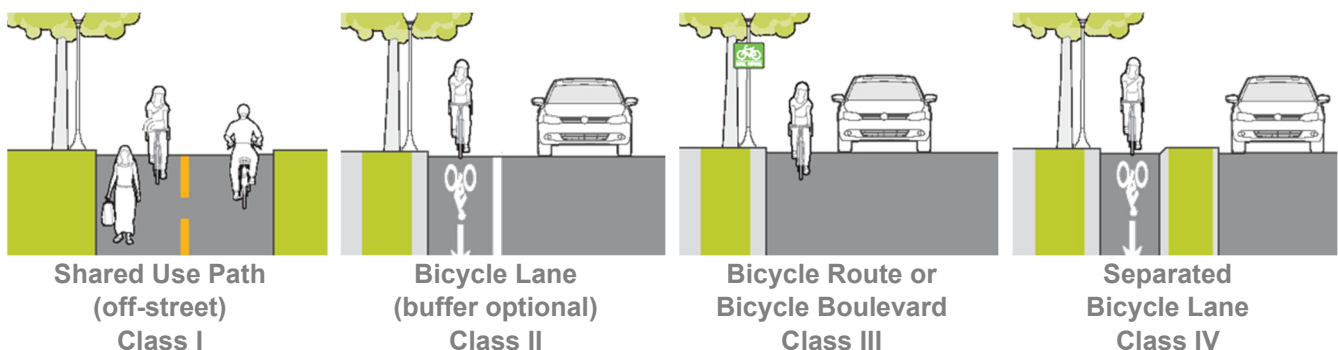 Shared Use Path
(off-street)
Class I
Bicycle Lane
(buffer optional)
Class II
Bicycle Route or
Bicycle Boulevard
Class III
Separated
Bicycle Lane
Class IV